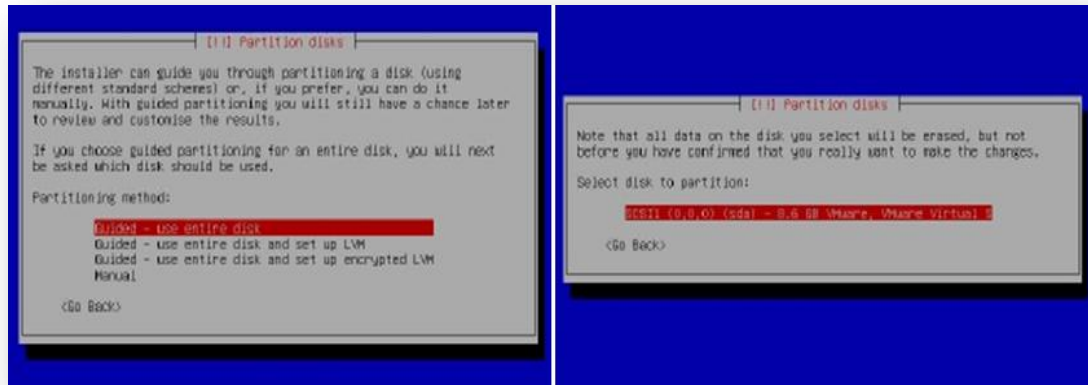 [!!] Partition disks
The installer can guide you through partitioning a disk (using
different standard schemes) or, if you prefer, you can do it
manually. With guided partitioning you will still have a chance later
to review and customise the results.
If you choose guided partitioning for an entire disk, you will next
be asked which disk should be used.
Partitioning method:
Guided - use entire disk
Guided - use entire disk and set up LVM
Guided - use entire disk and set up encrypted LVM
Manual
<Go Back>
[!!] Partition disks
Note that all data on the disk you select will be erased, but not
before you have confirmed that you really want to make the changes.
Select disk to partition:
SCSI1 (0,0,0) (sda) - 8.6 GB VMware, VMware Virtual S
<Go Back>